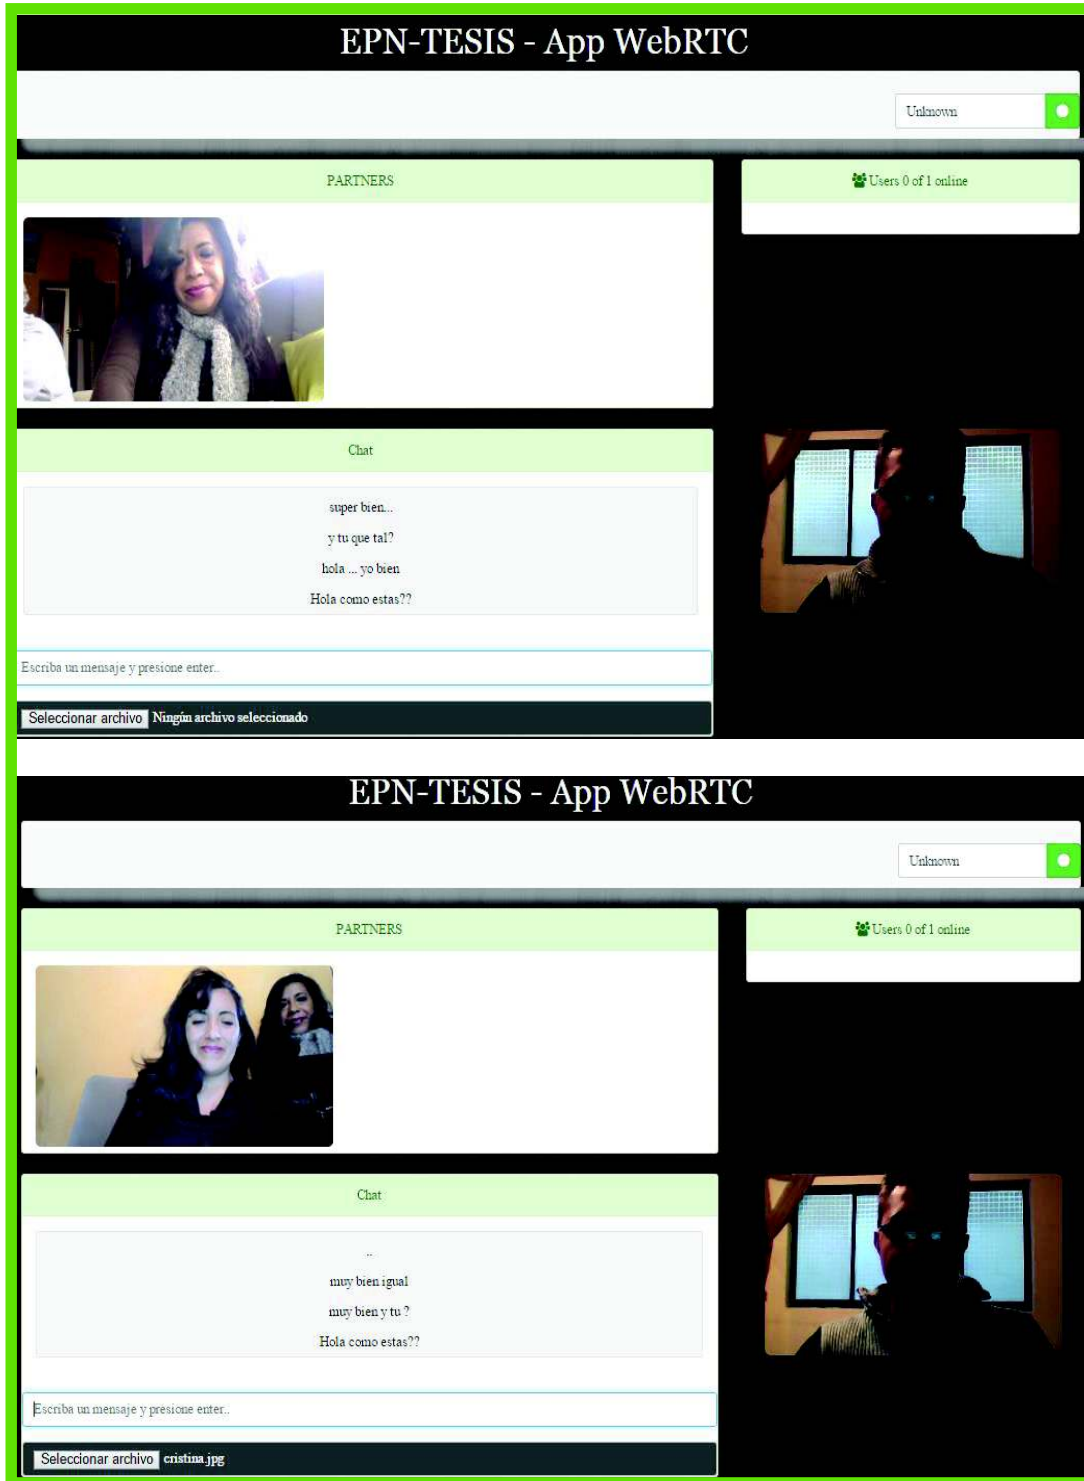 EPN-TESIS - App WebRTC
Unknown
PARTNERS
Users 0 of 1 online
Chat
super bien...
y tu que tal?
hola ... yo bien
Hola como estas??
Escriba un mensaje y presione enter..
Seleccionar archivo Ningún archivo seleccionado
EPN-TESIS - App WebRTC
Unknown
PARTNERS
Users 0 of 1 online
Chat
..
muy bien igual
muy bien y tu ?
Hola como estas??
Escriba un mensaje y presione enter..
Seleccionar archivo cristina.jpg